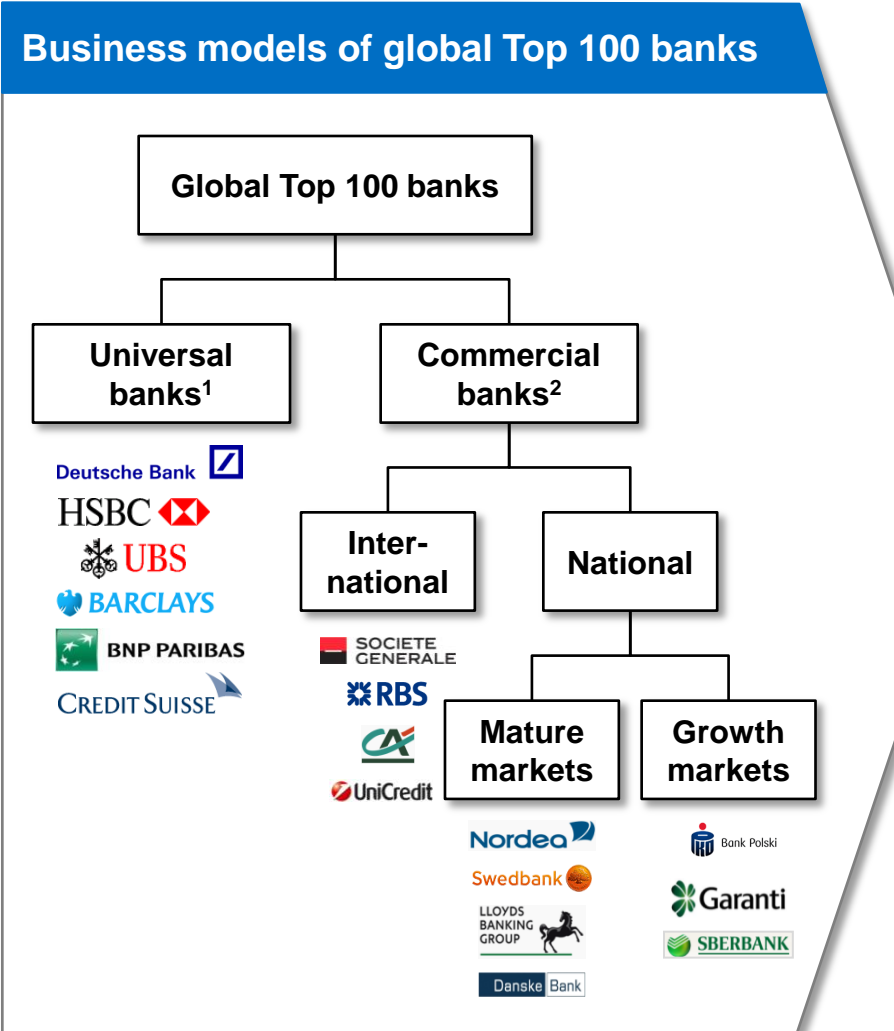 Business models of global Top 100 banks
Global Top 100 banks
Universal
banks¹
Commercial
banks²
Deutsche Bank
HSBC
UBS
BARCLAYS
BNP PARIBAS
CREDIT SUISSE
Inter-
national
National
SOCIETE
GENERALE
RBS
CA
UniCredit
Mature
markets
Growth
markets
Nordea
Swedbank
LLOYDS
BANKING
GROUP
Danske Bank
PKO
Bank Polski
Garanti
SBERBANK